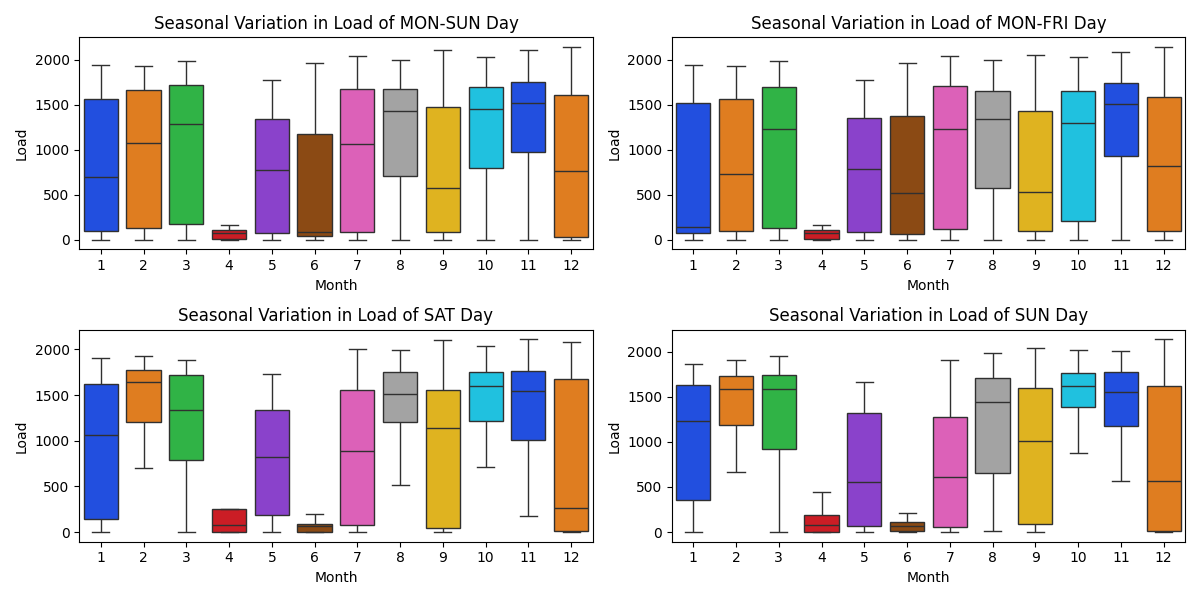 Seasonal Variation in Load of MON-SUN Day
Load
2000
1500
1000
500
0
1 2 3 4 5 6 7 8 9 10 11 12
Month
Seasonal Variation in Load of MON-FRI Day
Load
2000
1500
1000
500
0
1 2 3 4 5 6 7 8 9 10 11 12
Month
Seasonal Variation in Load of SAT Day
Load
2000
1500
1000
500
0
1 2 3 4 5 6 7 8 9 10 11 12
Month
Seasonal Variation in Load of SUN Day
Load
2000
1500
1000
500
0
1 2 3 4 5 6 7 8 9 10 11 12
Month